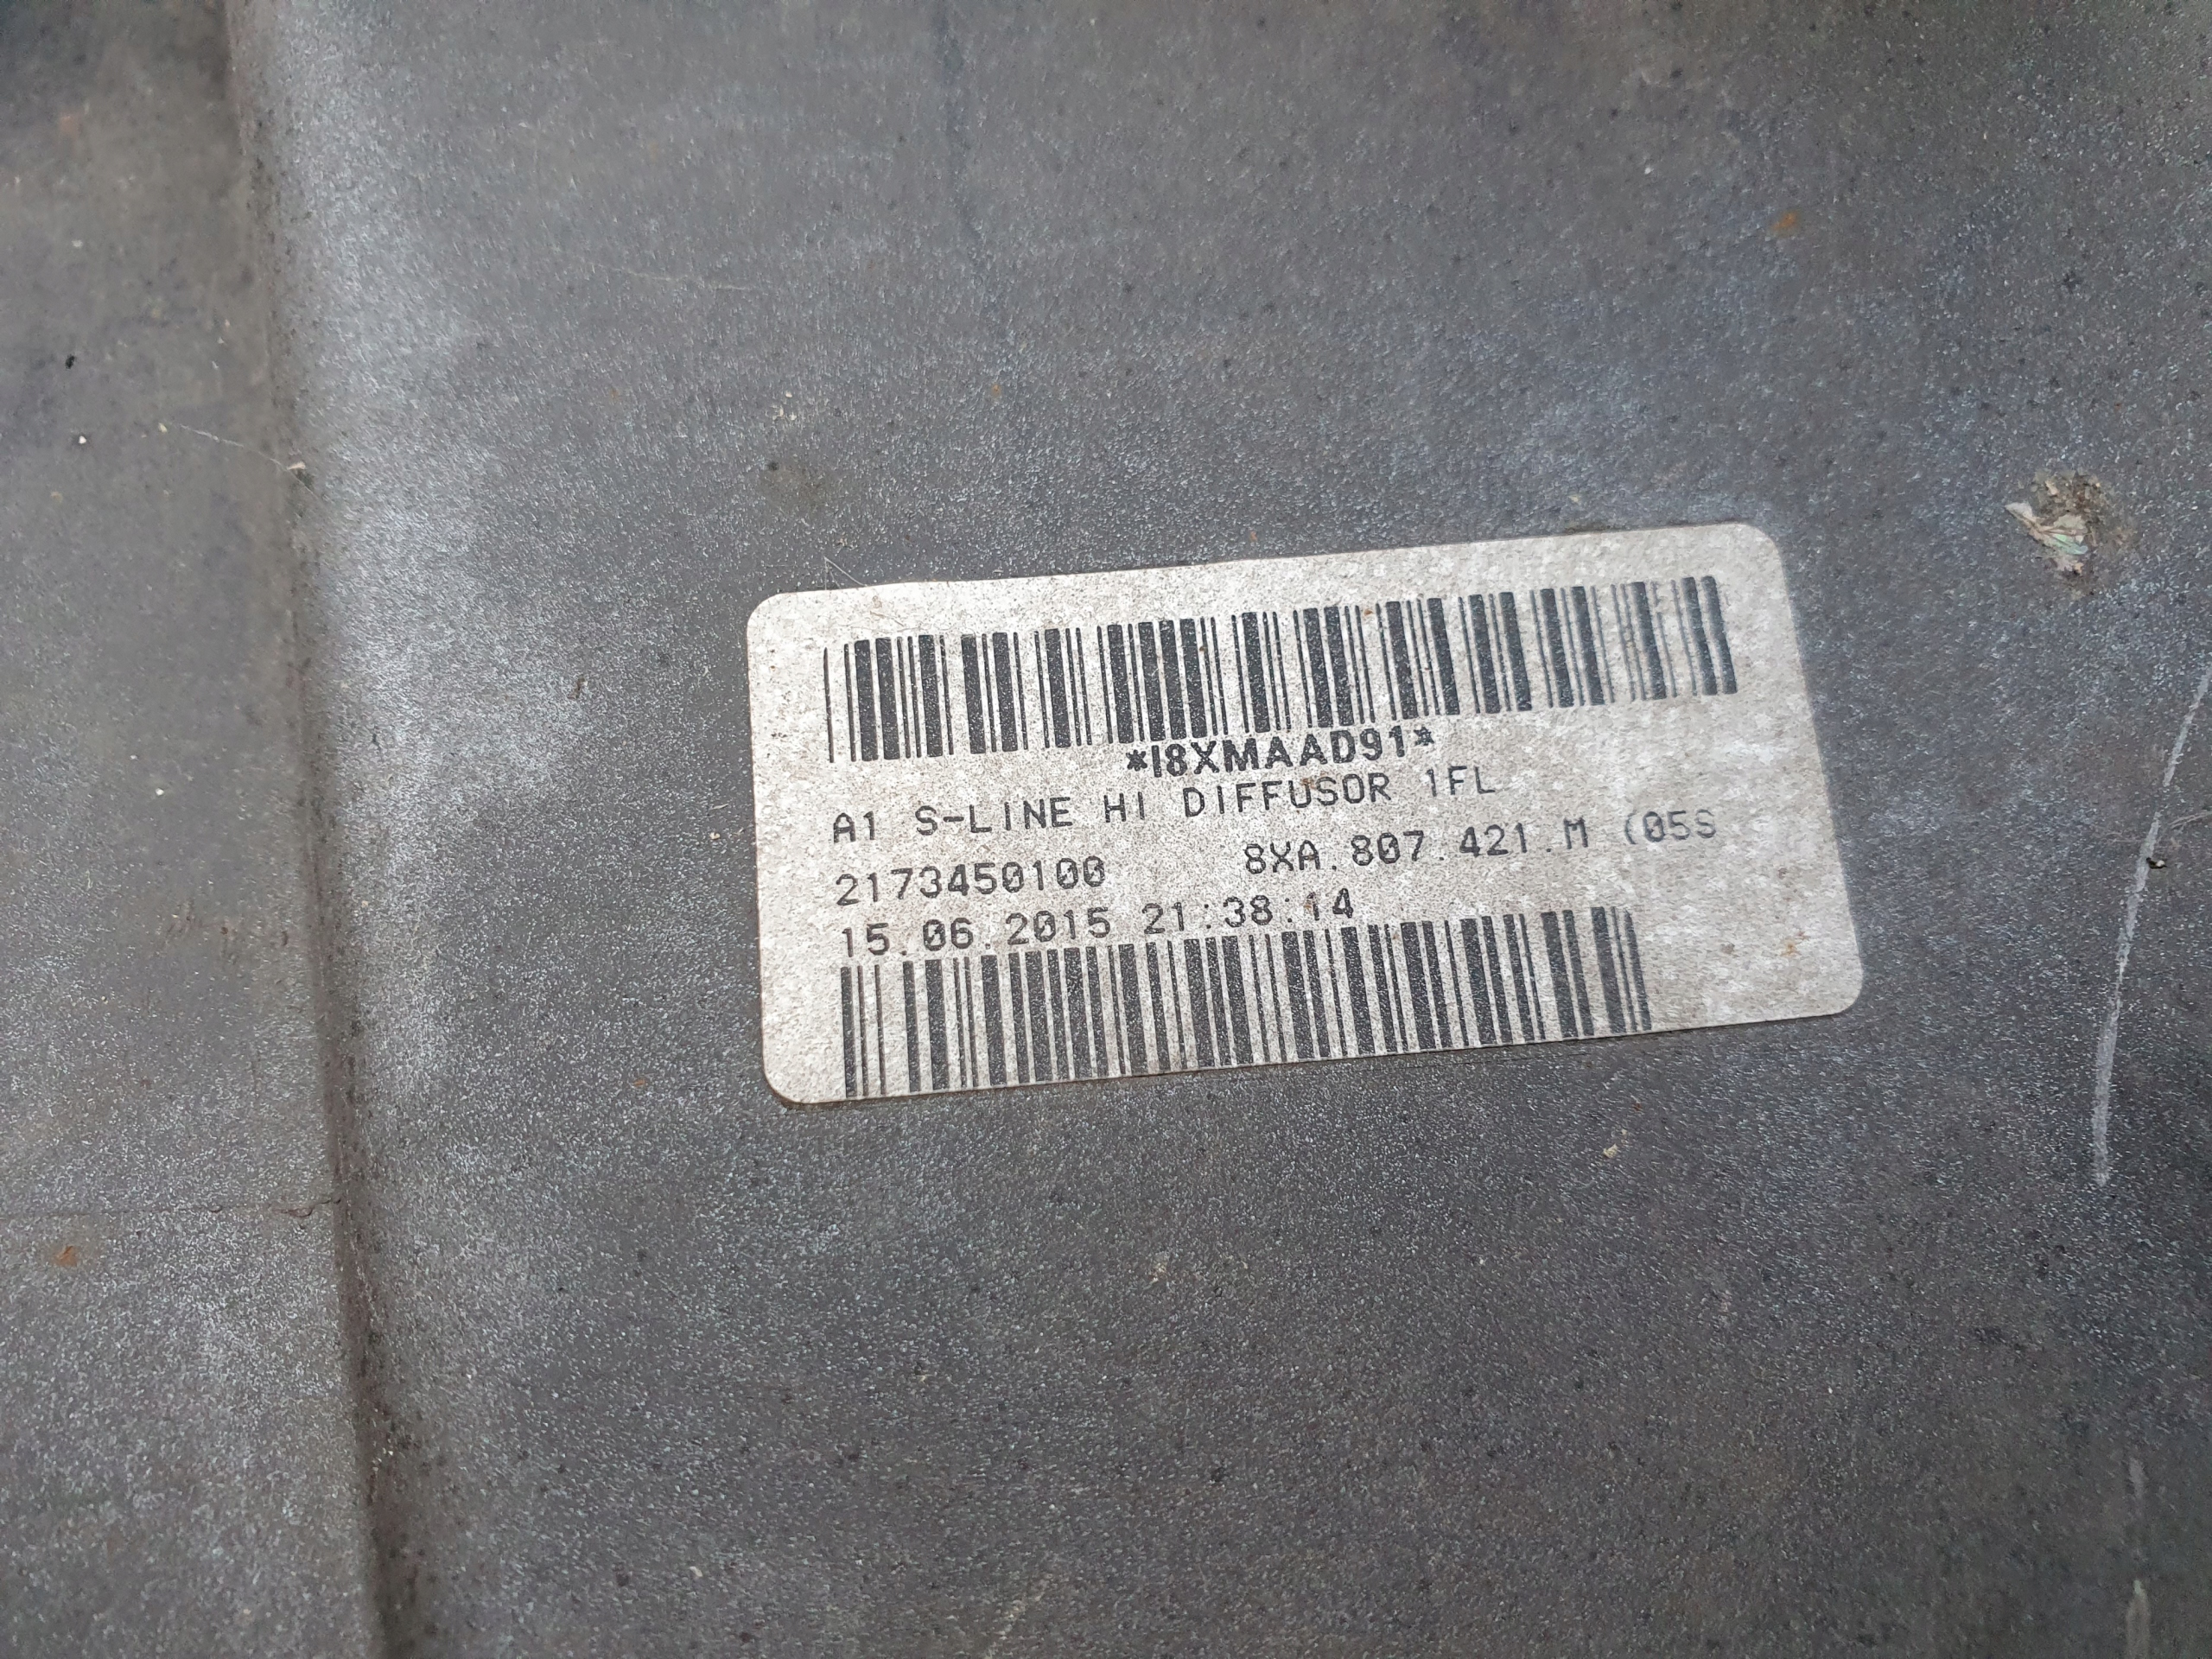 *I8XMAAD91*
A1 S-LINE HI DIFFUSOR 1FL
2173450100 8XA.807.421.M (05S
15.06.2015 21:38:14